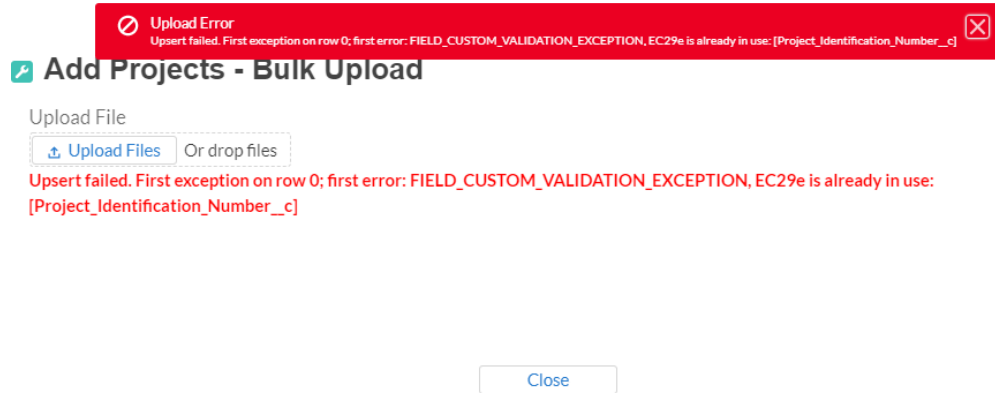 Upload Error
Upsert failed. First exception on row 0; first error: FIELD_CUSTOM_VALIDATION_EXCEPTION, EC29e is already in use: [Project_Identification_Number__c]
Add Projects - Bulk Upload
Upload File
Upload Files Or drop files
Upsert failed. First exception on row 0; first error: FIELD_CUSTOM_VALIDATION_EXCEPTION, EC29e is already in use:
[Project_Identification_Number__c]
Close